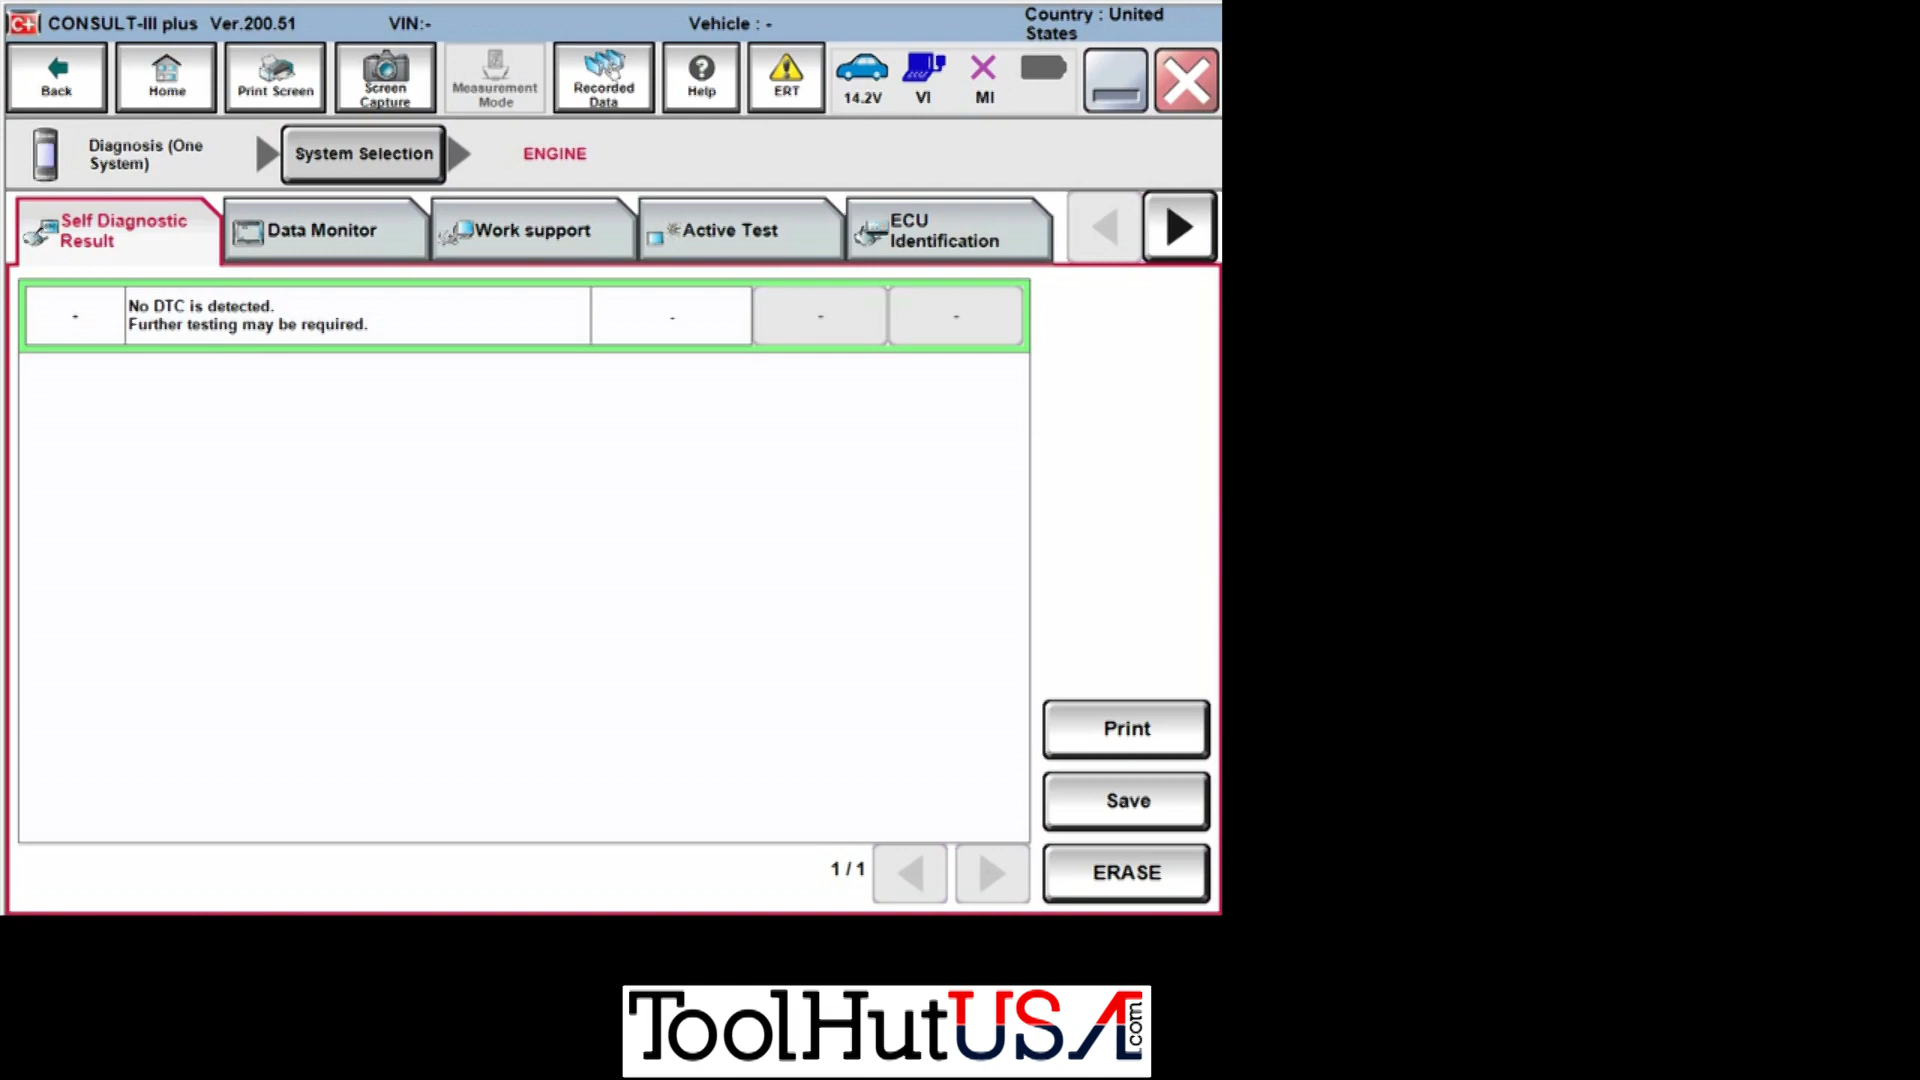 CONSULT-III plus Ver.200.51 VIN:- Vehicle : - Country : United
States
Back Home Print Screen Screen
Capture Measurement
Mode Recorded
Data Help ERT 14.2V VI MI
Diagnosis (One
System) System Selection ENGINE
Self Diagnostic
Result Data Monitor Work support Active Test ECU
Identification
- No DTC is detected.
Further testing may be required. - - -
Print
Save
1 / 1 ERASE
ToolHutUSA.com